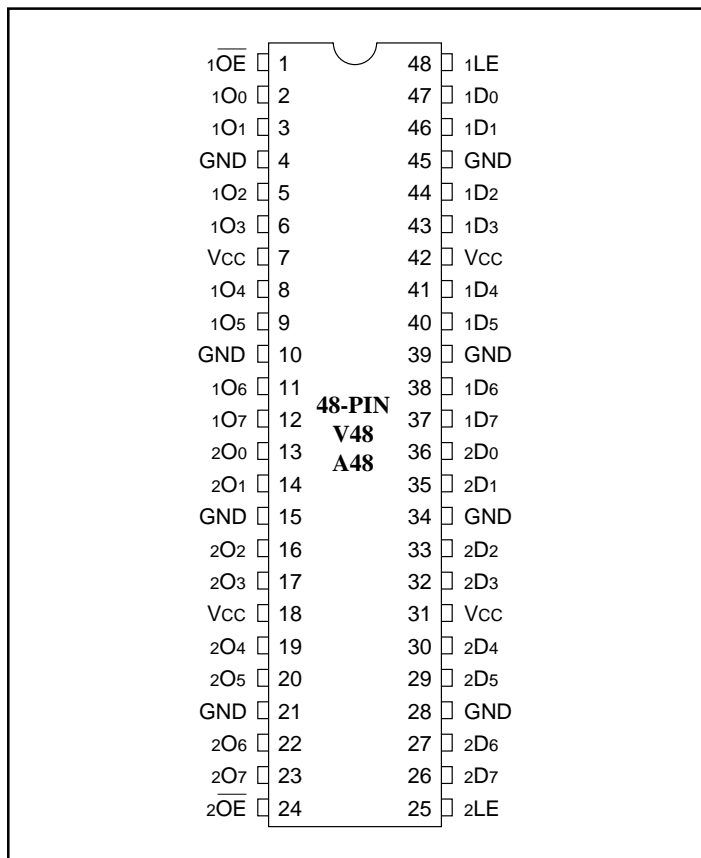 1OE 1 48 1LE
1O0 2 47 1D0
1O1 3 46 1D1
GND 4 45 GND
1O2 5 44 1D2
1O3 6 43 1D3
VCC 7 42 VCC
1O4 8 41 1D4
1O5 9 40 1D5
GND 10 39 GND
1O6 11 38 1D6
1O7 12 37 1D7
2O0 13 36 2D0
2O1 14 35 2D1
GND 15 34 GND
2O2 16 33 2D2
2O3 17 32 2D3
VCC 18 31 VCC
2O4 19 30 2D4
2O5 20 29 2D5
GND 21 28 GND
2O6 22 27 2D6
2O7 23 26 2D7
2OE 24 25 2LE
48-PIN
V48
A48